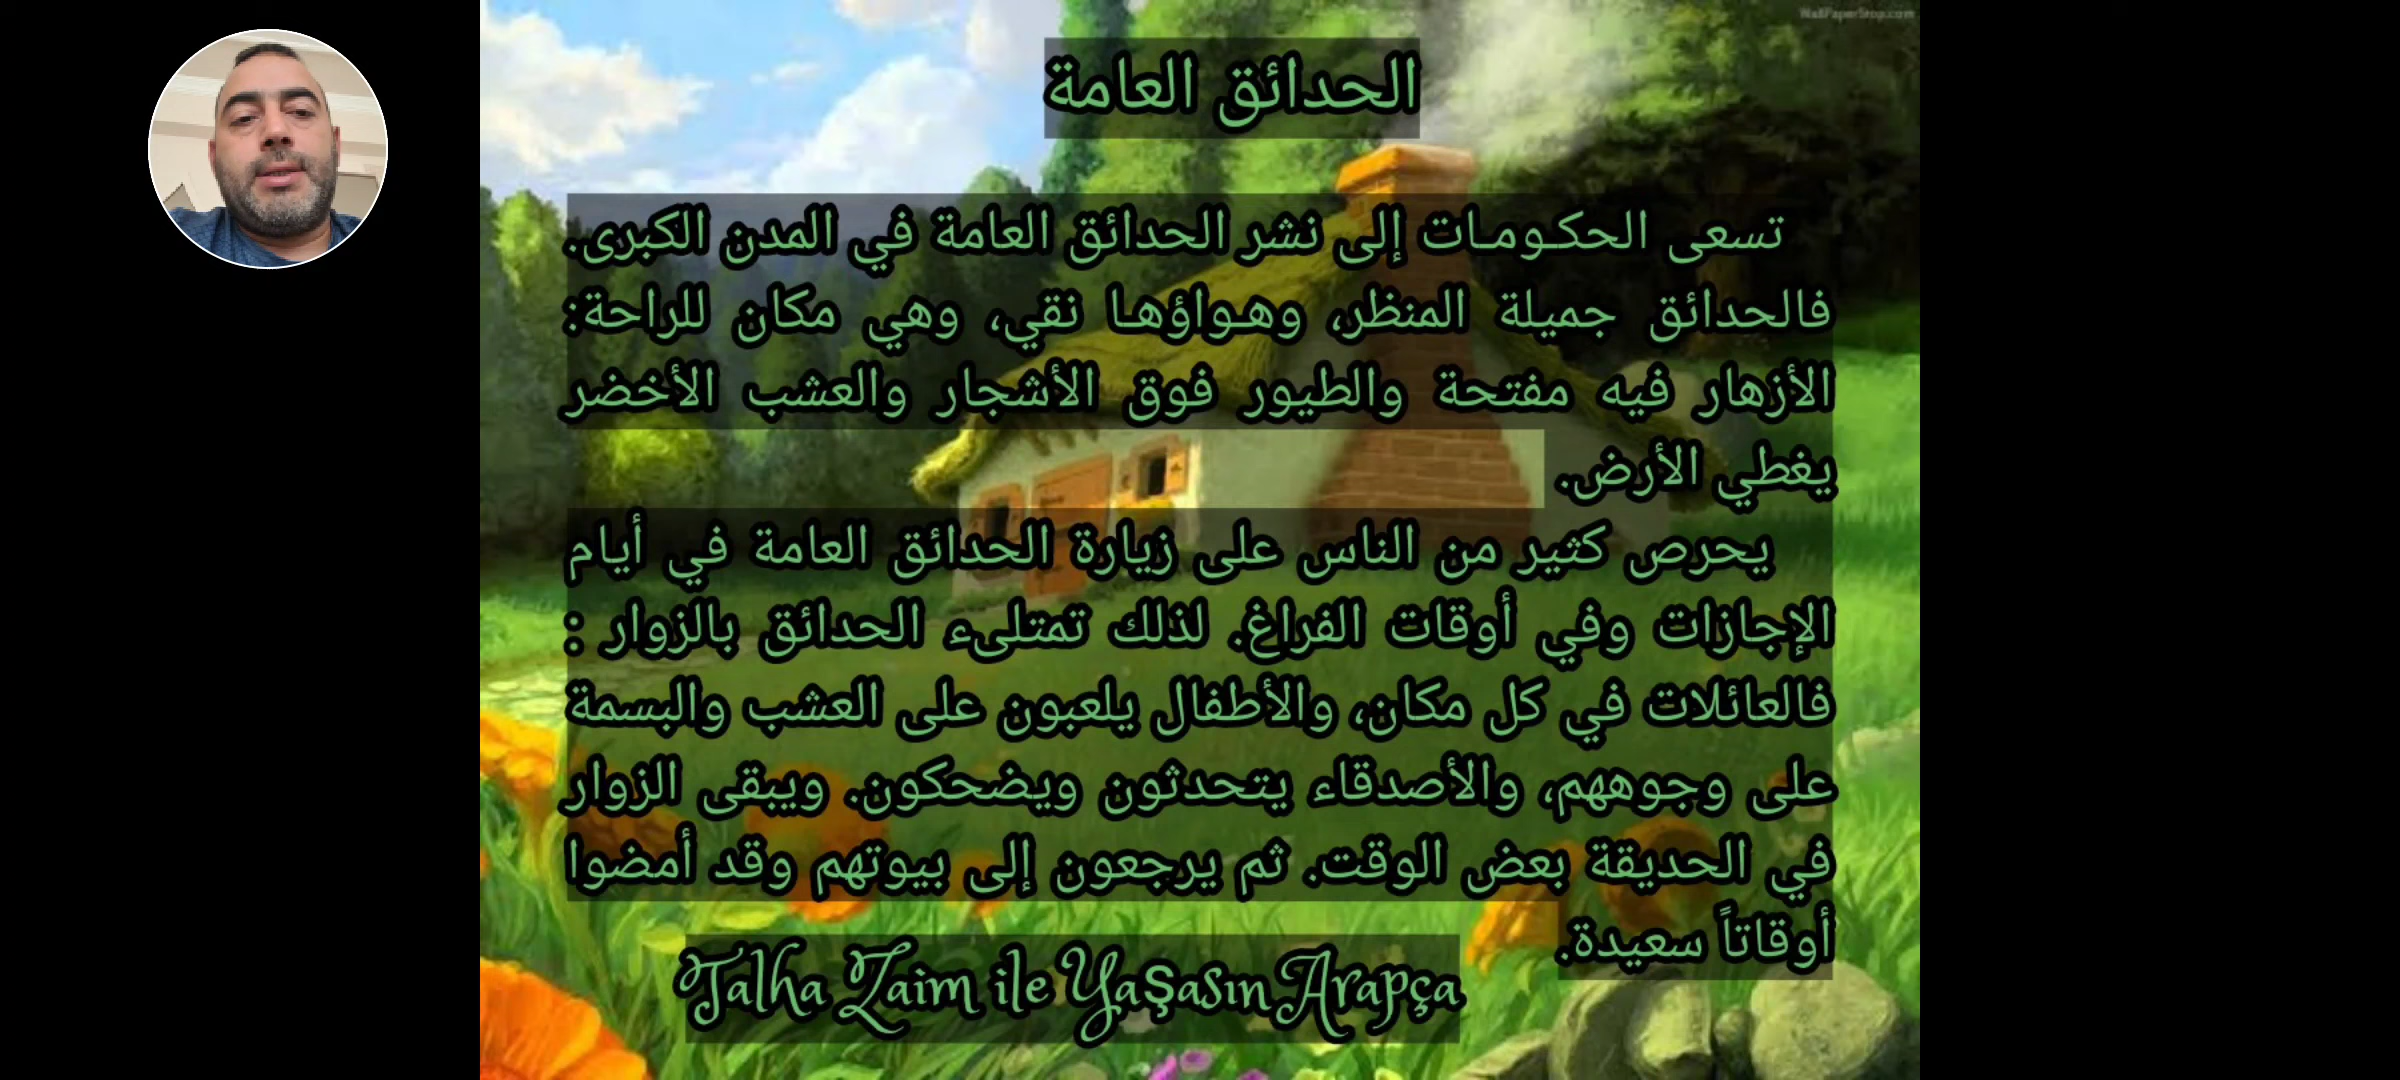 WallPaperStop.com
الحدائق العامة
تسعى الحكومات إلى نشر الحدائق العامة في المدن الكبرى.
فالحدائق جميلة المنظر، وهواؤها نقي، وهي مكان للراحة:
الأزهار فيه مفتحة والطيور فوق الأشجار والعشب الأخضر
يغطي الأرض.
يحرص كثير من الناس على زيارة الحدائق العامة في أيام
الإجازات وفي أوقات الفراغ. لذلك تمتلىء الحدائق بالزوار :
فالعائلات في كل مكان، والأطفال يلعبون على العشب والبسمة
على وجوههم، والأصدقاء يتحدثون ويضحكون. ويبقى الزوار
في الحديقة بعض الوقت. ثم يرجعون إلى بيوتهم وقد أمضوا
أوقاتاً سعيدة.
Talha Zaim ile Yaşasın Arapça